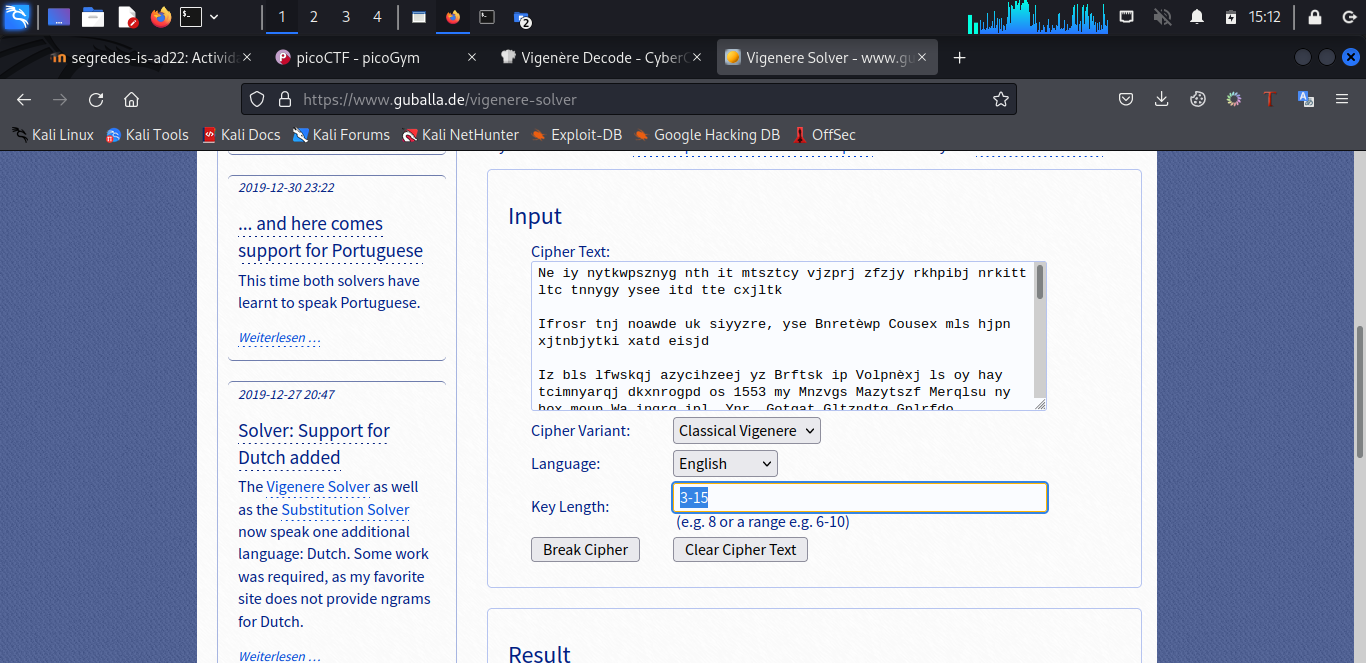 1 2 3 4 2 15:12
segredes-is-ad22: Activida
picoCTF - picoGym
Vigenère Decode - CyberC
Vigenere Solver - www.gu
https://www.guballa.de/vigenere-solver
Kali Linux Kali Tools Kali Docs Kali Forums Kali NetHunter Exploit-DB Google Hacking DB OffSec
2019-12-30 23:22
... and here comes
support for Portuguese
This time both solvers have
learnt to speak Portuguese.
Weiterlesen …
2019-12-27 20:47
Solver: Support for
Dutch added
The Vigenere Solver as well
as the Substitution Solver
now speak one additional
language: Dutch. Some work
was required, as my favorite
site does not provide ngrams
for Dutch.
Weiterlesen …
Input
Cipher Text:
Ne iy nytkwpsznyg nth it mtsztcy vjzprj zfzjy rkhpibj nrkitt
ltc tnnygy ysee itd tte cxjltk
Ifrosr tnj noawde uk siyyzre, yse Bnretèwp Cousex mls hjpn
xjtnbjytki xatd eisjd
Iz bls lfwskqj azycihzeej yz Brftsk ip Volpnèxj ls oy hay
tcimnyarqj dkxnrogpd os 1553 my Mnzvgs Mazytszf Merqlsu ny
Cipher Variant: Classical Vigenere
Language: English
Key Length: 3-15
(e.g. 8 or a range e.g. 6-10)
Break Cipher Clear Cipher Text
Result